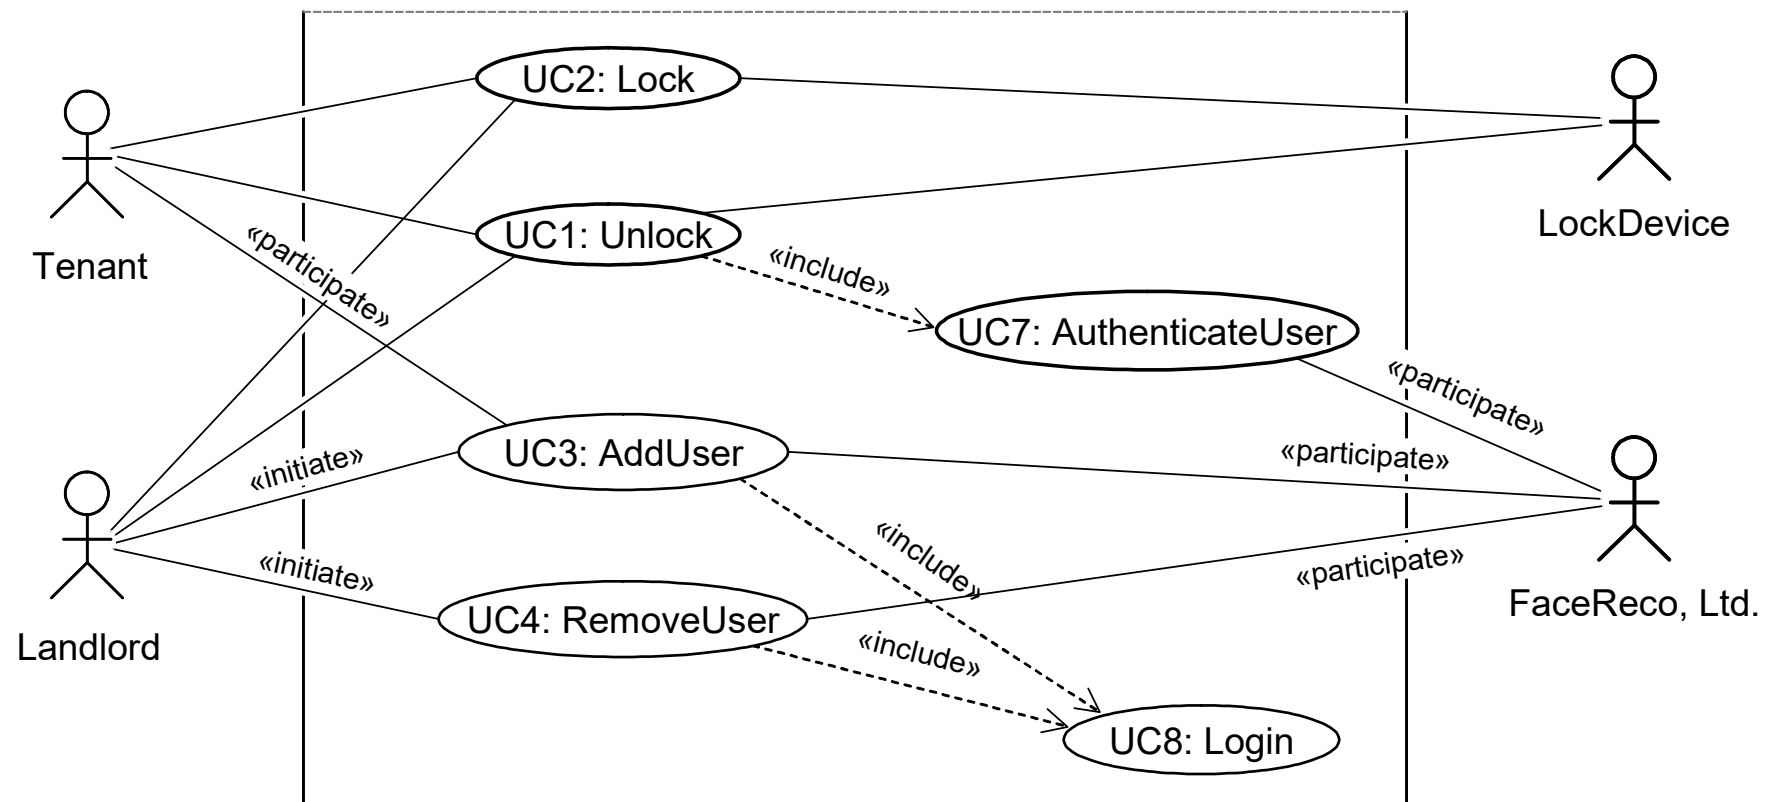 UC2: Lock
Tenant
LockDevice
«participate»
UC1: Unlock
«include»
UC7: AuthenticateUser
«participate»
«initiate»
UC3: AddUser
«participate»
Landlord
«initiate»
UC4: RemoveUser
«include»
«participate»
FaceReco, Ltd.
«include»
UC8: Login